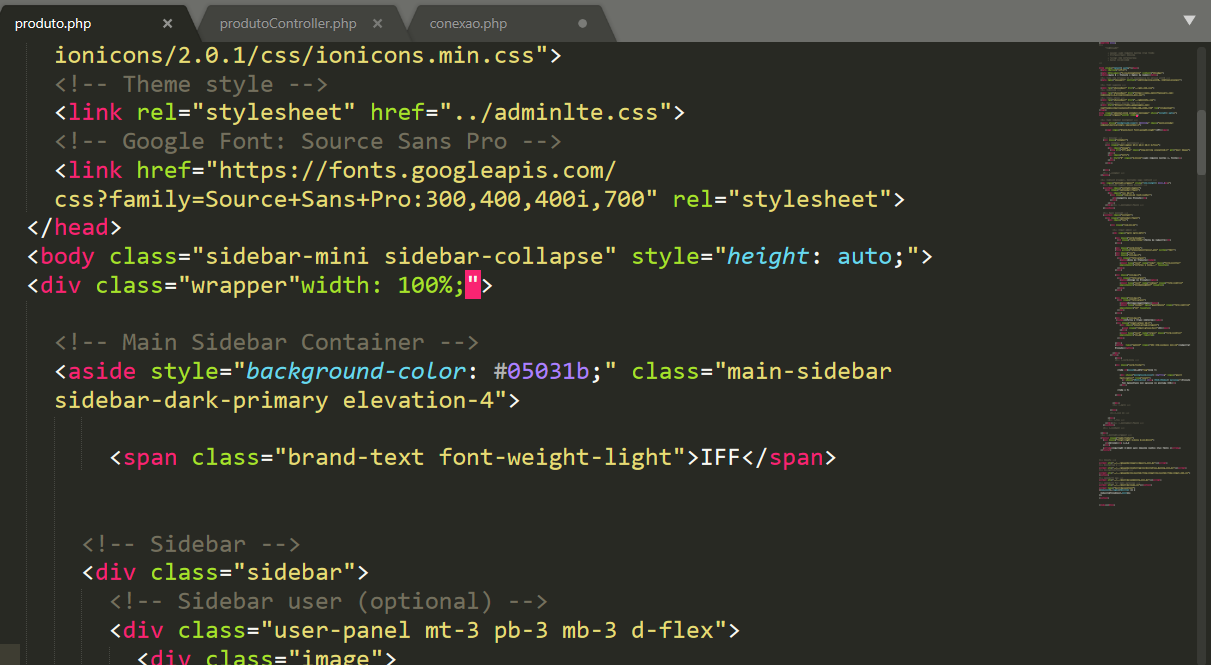 produto.php × produtoController.php × conexao.php
ionicons/2.0.1/css/ionicons.min.css">
<!-- Theme style -->
<link rel="stylesheet" href="../adminlte.css">
<!-- Google Font: Source Sans Pro -->
<link href="https://fonts.googleapis.com/
css?family=Source+Sans+Pro:300,400,400i,700" rel="stylesheet">
</head>
<body class="sidebar-mini sidebar-collapse" style="height: auto;">
<div class="wrapper"width: 100%;">
<!-- Main Sidebar Container -->
<aside style="background-color: #05031b;" class="main-sidebar
sidebar-dark-primary elevation-4">
<span class="brand-text font-weight-light">IFF</span>
<!-- Sidebar -->
<div class="sidebar">
<!-- Sidebar user (optional) -->
<div class="user-panel mt-3 pb-3 mb-3 d-flex">
<div class="image">